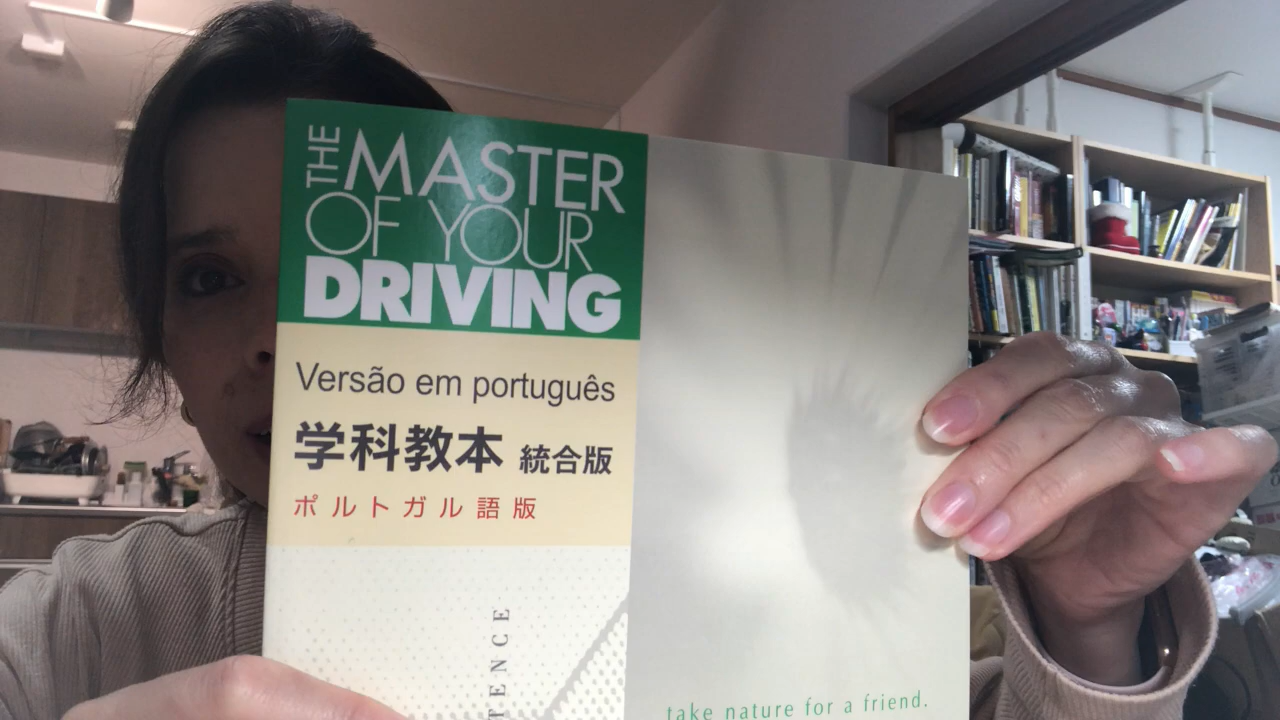 THE MASTER
OF YOUR
DRIVING
Versão em português
学科教本 統合版
ポルトガル語版
take nature for a friend.